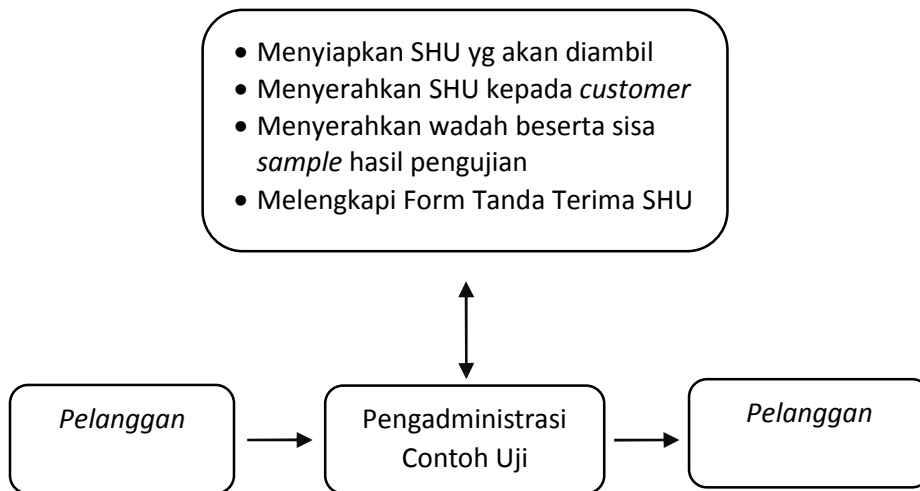 • Menyiapkan SHU yg akan diambil
• Menyerahkan SHU kepada customer
• Menyerahkan wadah beserta sisa
sample hasil pengujian
• Melengkapi Form Tanda Terima SHU
Pelanggan
Pengadministrasi
Contoh Uji
Pelanggan